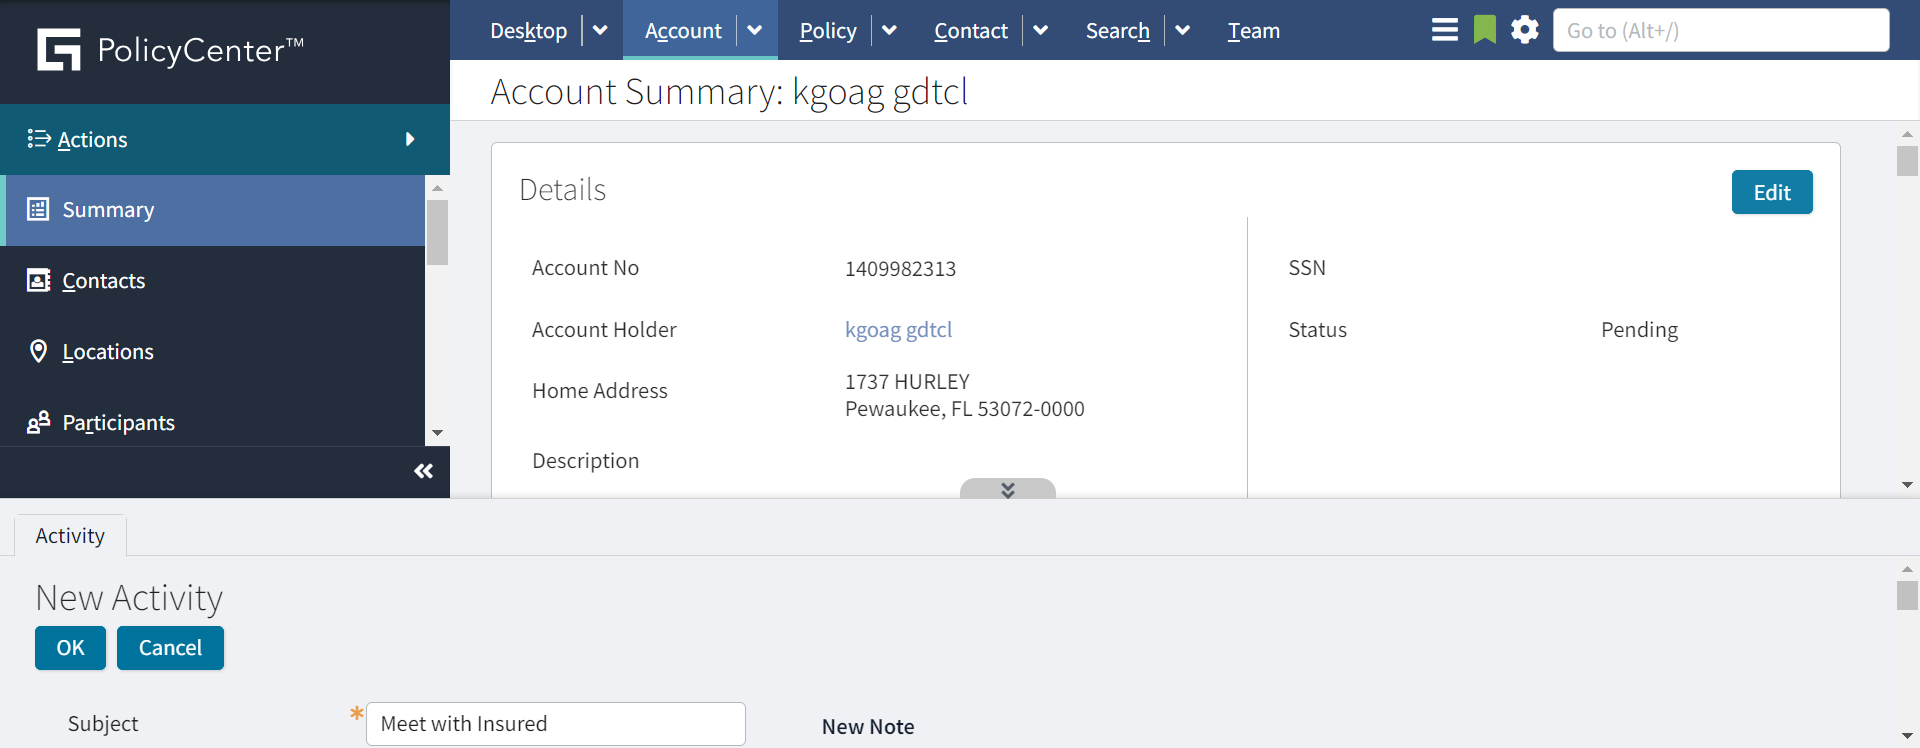 PolicyCenter™
Desktop
Account
Policy
Contact
Search
Team
Go to (Alt+/)
Actions
Summary
Contacts
Locations
Participants
Account Summary: kgoag gdtcl
Details
Edit
Account No 1409982313
SSN
Account Holder kgoag gdtcl
Status Pending
Home Address 1737 HURLEY
Pewaukee, FL 53072-0000
Description
Activity
New Activity
OK Cancel
Subject * Meet with Insured
New Note